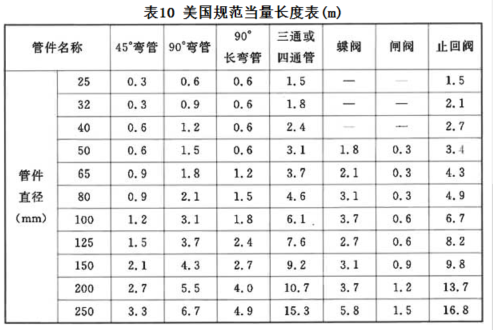 表10 美国规范当量长度表(m)
管件名称 45°弯管 90°弯管 90°长弯管 三通或四通管 蝶阀 闸阀 止回阀
管件直径(mm)
25 0.3 0.6 0.6 1.5 — — 1.5
32 0.3 0.9 0.6 1.8 — — 2.1
40 0.6 1.2 0.6 2.4 — — 2.7
50 0.6 1.5 0.6 3.1 1.8 0.3 3.4
65 0.9 1.8 1.2 3.7 2.1 0.3 4.3
80 0.9 2.1 1.5 4.6 3.1 0.3 4.9
100 1.2 3.1 1.8 6.1 3.7 0.6 6.7
125 1.5 3.7 2.4 7.6 2.7 0.6 8.2
150 2.1 4.3 2.7 9.2 3.1 0.9 9.8
200 2.7 5.5 4.0 10.7 3.7 1.2 13.7
250 3.3 6.7 4.9 15.3 5.8 1.5 16.8